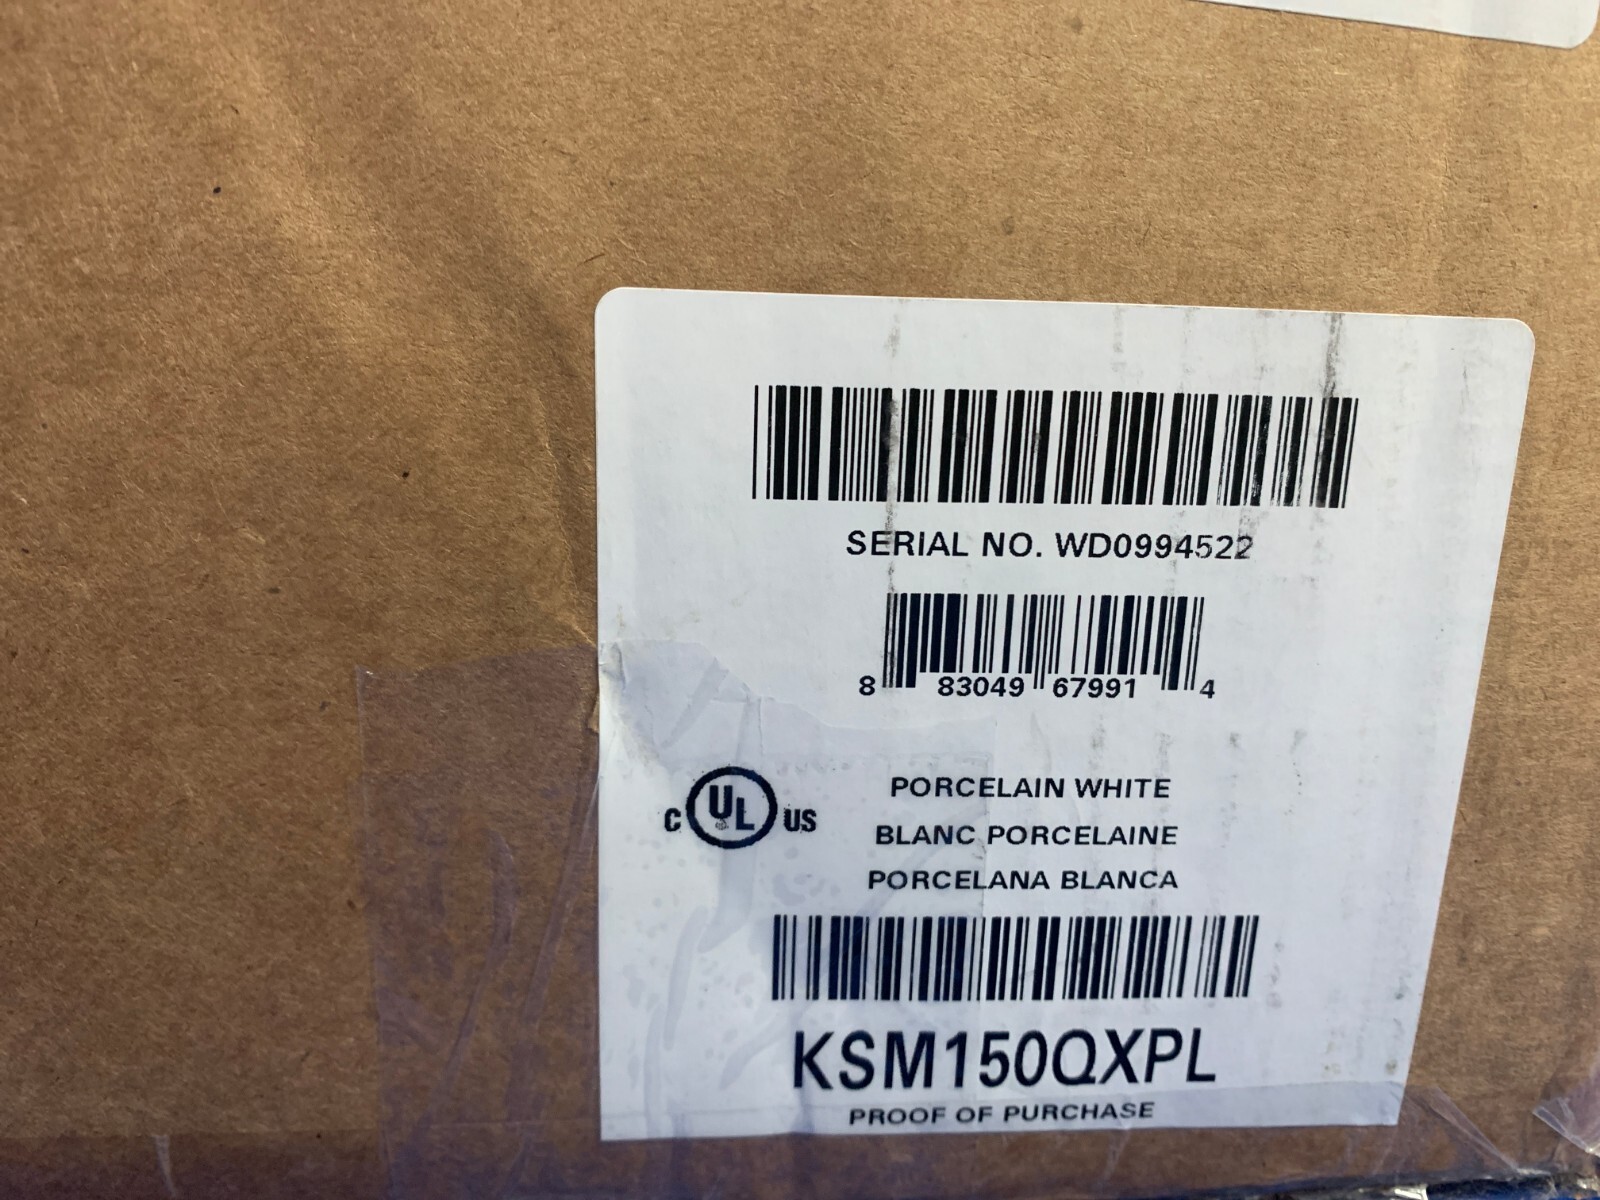 SERIAL NO. WD0994522
8 83049 67991 4
C UL US
PORCELAIN WHITE
BLANC PORCELAINE
PORCELANA BLANCA
KSM150QXPL
PROOF OF PURCHASE